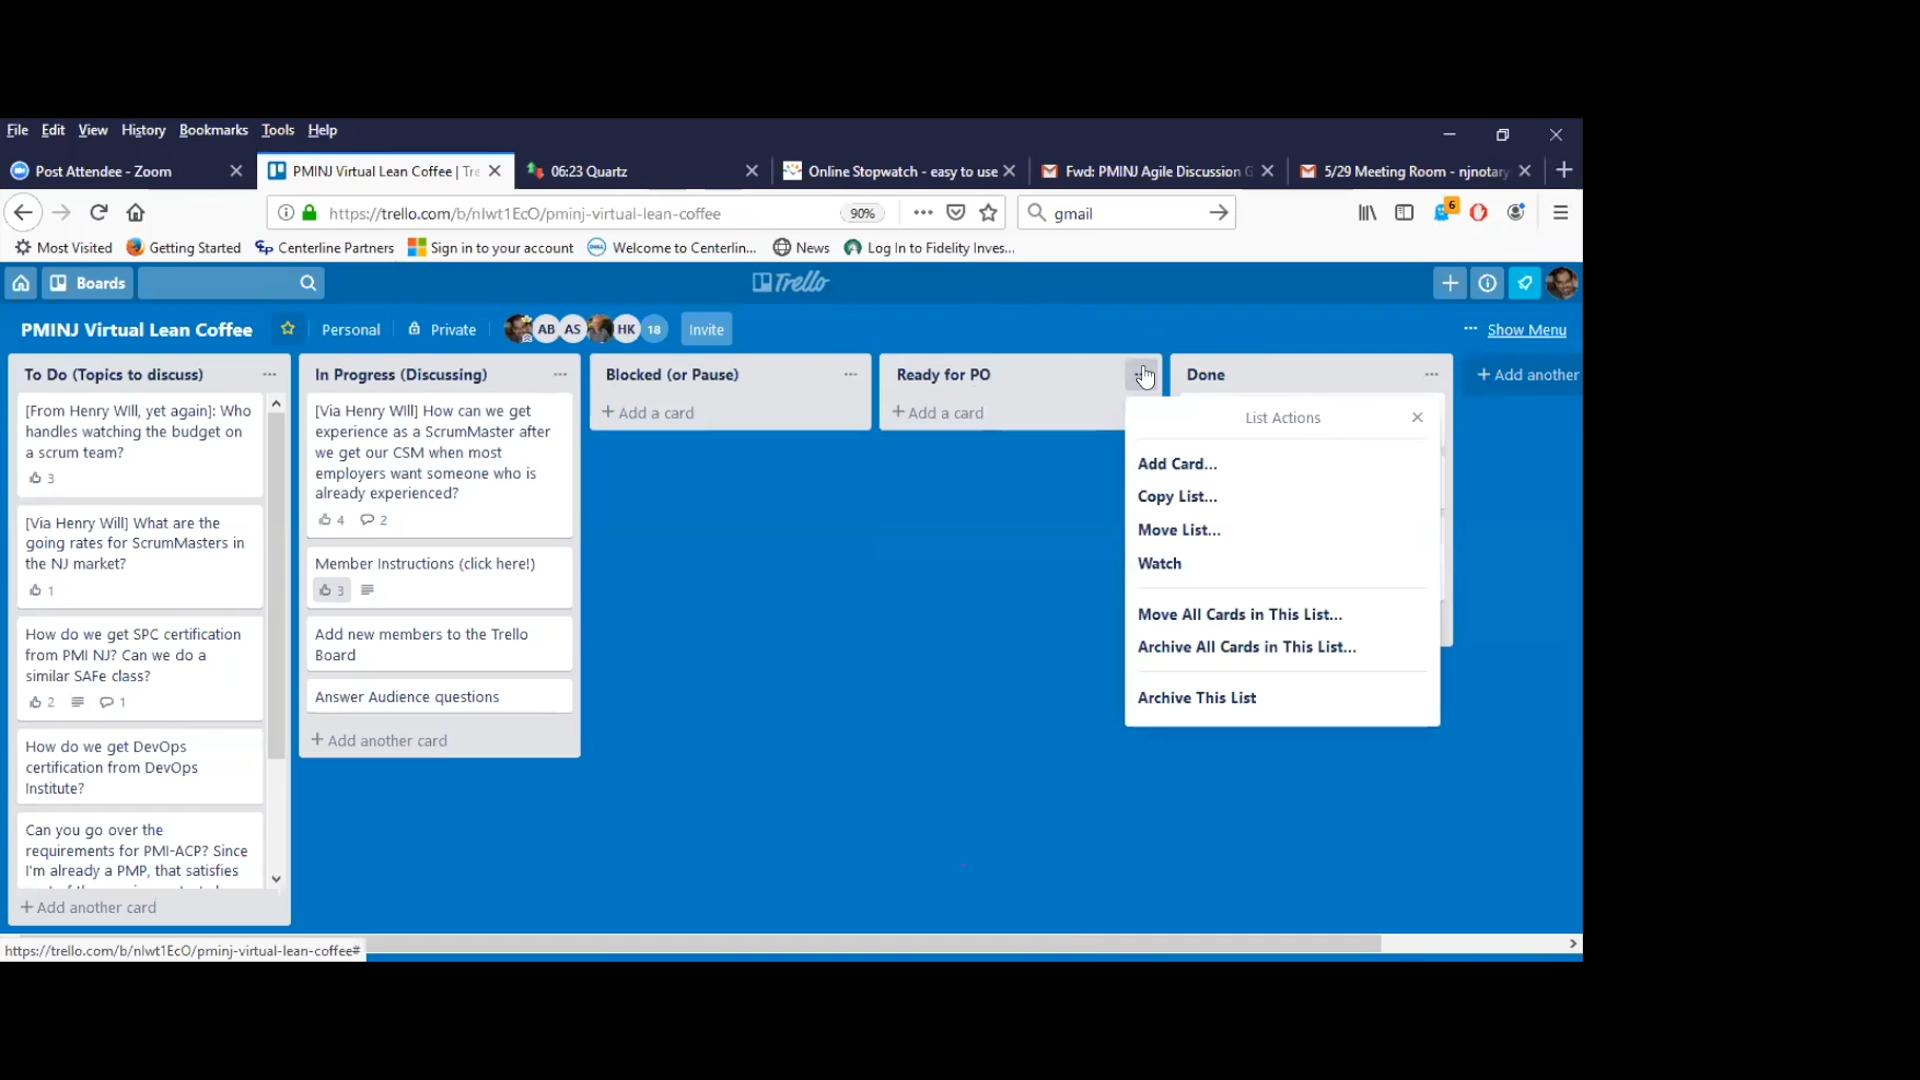 File Edit View History Bookmarks Tools Help
Post Attendee - Zoom
PMINJ Virtual Lean Coffee | Tre
06:23 Quartz
Online Stopwatch - easy to use
Fwd: PMINJ Agile Discussion G
5/29 Meeting Room - njnotary
https://trello.com/b/nIwt1EcO/pminj-virtual-lean-coffee
90%
gmail
6
Most Visited
Getting Started
Centerline Partners
Sign in to your account
Welcome to Centerlin...
News
Log In to Fidelity Inves...
Boards
Trello
PMINJ Virtual Lean Coffee
Personal
Private
AB
AS
HK
18
Invite
... Show Menu
To Do (Topics to discuss)
[From Henry WIll, yet again]: Who
handles watching the budget on
a scrum team?
3
[Via Henry Will] What are the
going rates for ScrumMasters in
the NJ market?
1
How do we get SPC certification
from PMI NJ? Can we do a
similar SAFe class?
2 1
How do we get DevOps
certification from DevOps
Institute?
Can you go over the
requirements for PMI-ACP? Since
I'm already a PMP, that satisfies
+ Add another card
In Progress (Discussing)
[Via Henry WIll] How can we get
experience as a ScrumMaster after
we get our CSM when most
employers want someone who is
already experienced?
4 2
Member Instructions (click here!)
3
Add new members to the Trello
Board
Answer Audience questions
+ Add another card
Blocked (or Pause)
+ Add a card
Ready for PO
+ Add a card
Done
+ Add another
List Actions
Add Card...
Copy List...
Move List...
Watch
Move All Cards in This List...
Archive All Cards in This List...
Archive This List
https://trello.com/b/nIwt1EcO/pminj-virtual-lean-coffee#